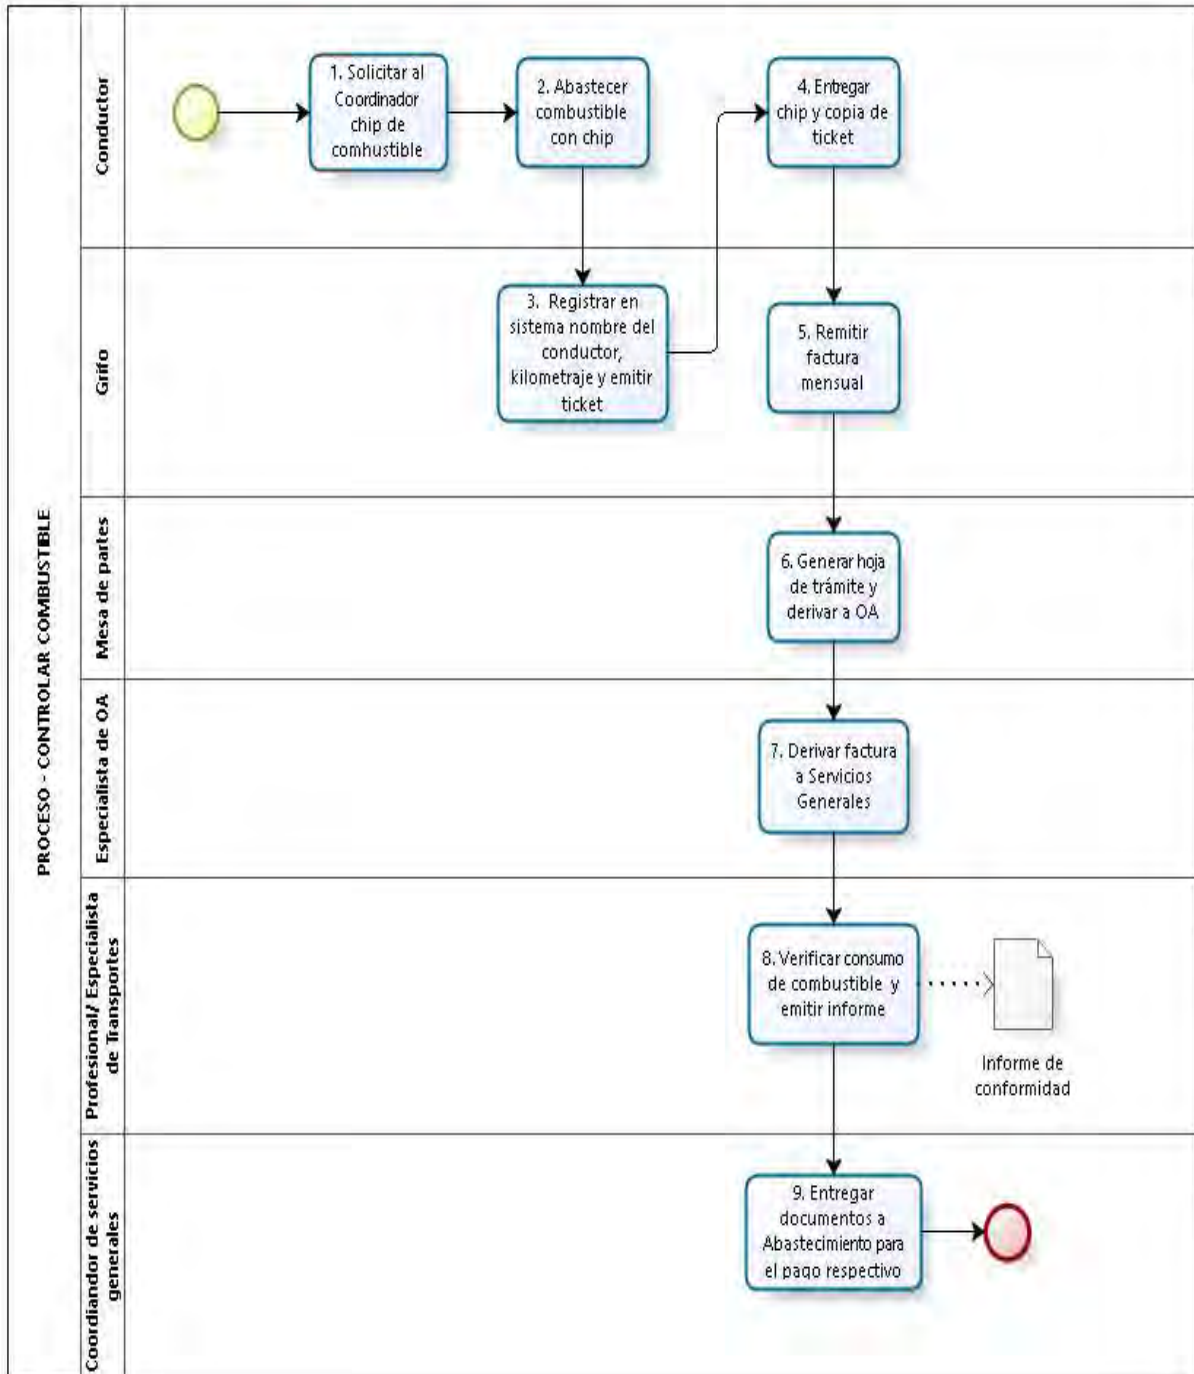 PROCESO - CONTROLAR COMBUSTIBLE
Conductor
1. Solicitar al
Coordinador
chip de
comhustible
2. Abastecer
combustible
con chip
4. Entregar
chip y copia de
ticket
Grifo
3. Registrar en
sistema nombre del
conductor,
kilometraje y emitir
ticket
5. Remitir
factura
mensual
Mesa de partes
6. Generar hoja
de trámite y
derivar a OA
Especialista de OA
7. Derivar factura
a Servicios
Generales
Profesional/ Especialista
de Transportes
8. Verificar consumo
de combustible y
emitir informe
Informe de
conformidad
Coordiandor de servicios
generales
9. Entregar
documentos a
Abastecimiento para
el pago respectivo